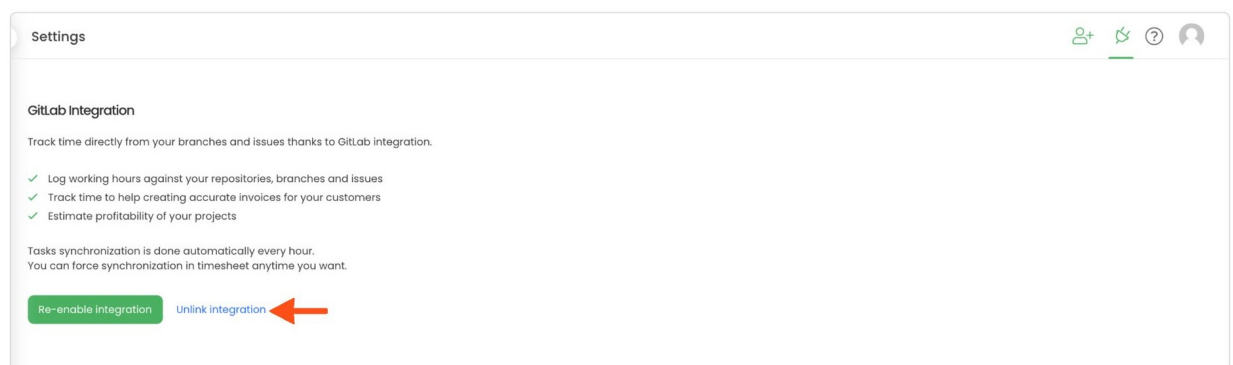 Settings
GitLab Integration
Track time directly from your branches and issues thanks to GitLab integration.
Log working hours against your repositories, branches and issues
Track time to help creating accurate invoices for your customers
Estimate profitability of your projects
Tasks synchronization is done automatically every hour.
You can force synchronization in timesheet anytime you want.
Re-enable integration Unlink integration